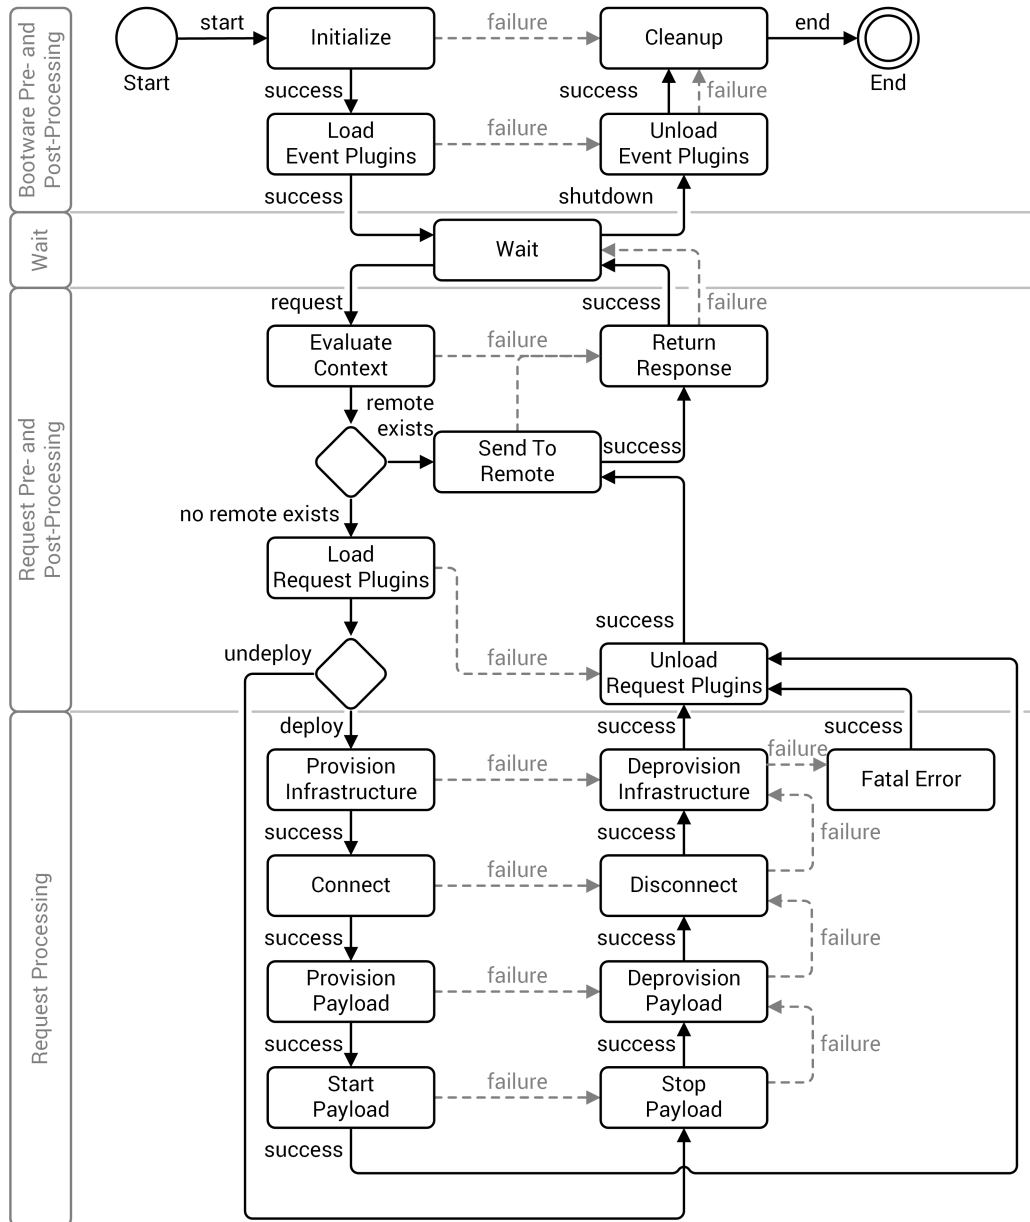 Bootware Pre- and
Post-Processing
start
Initialize
failure
Cleanup
end
Start
End
success
success
failure
Load
Event Plugins
failure
Unload
Event Plugins
success
shutdown
Wait
Wait
Request Pre- and
Post-Processing
request
success
failure
Evaluate
Context
failure
Return
Response
remote
exists
Send To
Remote
success
no remote exists
Load
Request Plugins
success
undeploy
failure
Unload
Request Plugins
Request Processing
deploy
success
success
failure
Provision
Infrastructure
failure
Deprovision
Infrastructure
Fatal Error
success
success
failure
Connect
failure
Disconnect
success
success
failure
Provision
Payload
failure
Deprovision
Payload
success
success
failure
Start
Payload
failure
Stop
Payload
success